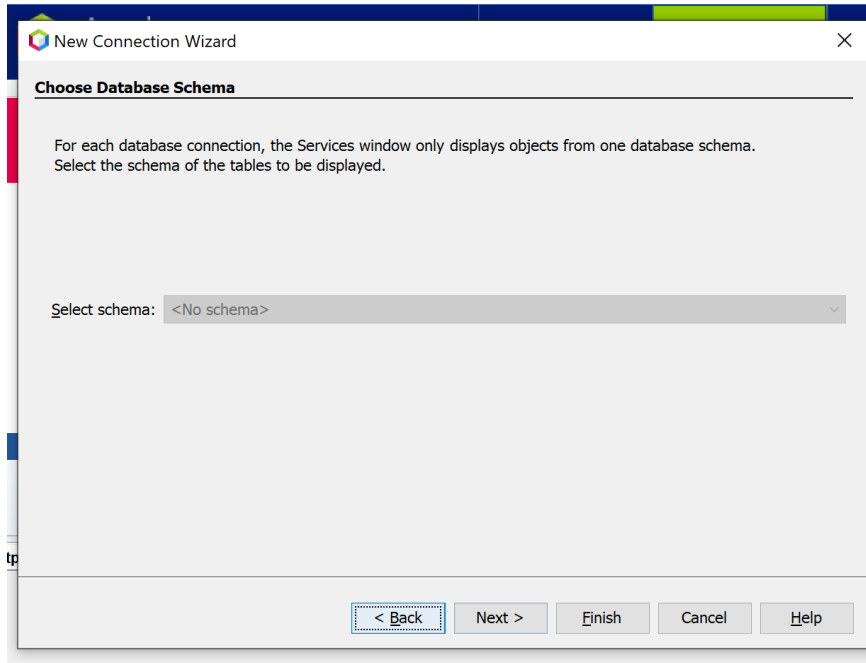 New Connection Wizard
Choose Database Schema
For each database connection, the Services window only displays objects from one database schema.
Select the schema of the tables to be displayed.
Select schema: <No schema>
tp
< Back Next > Finish Cancel Help